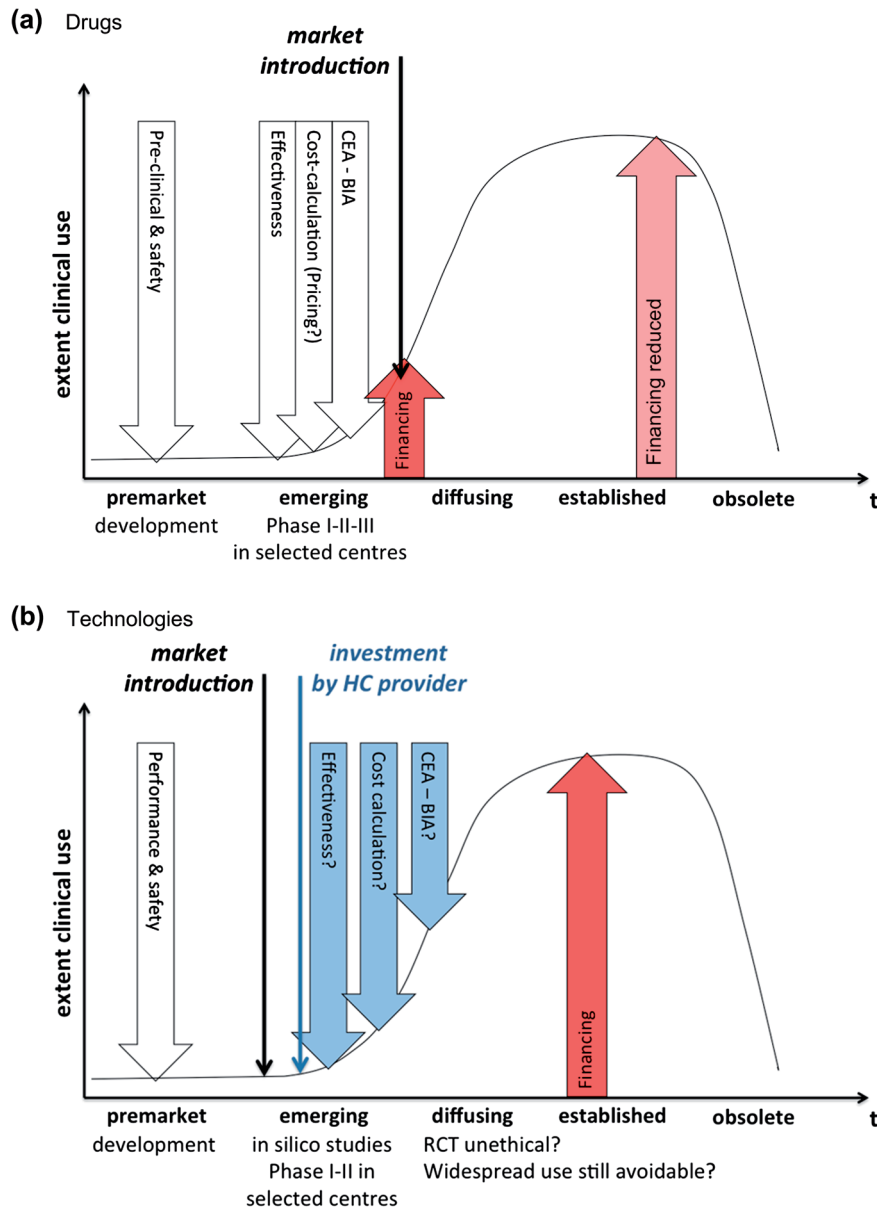 (a) Drugs
market
introduction
extent clinical use
Pre-clinical & safety
Effectiveness
Cost-calculation (Pricing?)
CEA - BIA
Financing
Financing reduced
premarket
development
emerging
Phase I-II-III
in selected centres
diffusing
established
obsolete
t
(b) Technologies
market
introduction
investment
by HC provider
extent clinical use
Performance & safety
Effectiveness?
Cost calculation?
CEA – BIA?
Financing
premarket
development
emerging
in silico studies
Phase I-II in
selected centres
diffusing
RCT unethical?
Widespread use still avoidable?
established
obsolete
t